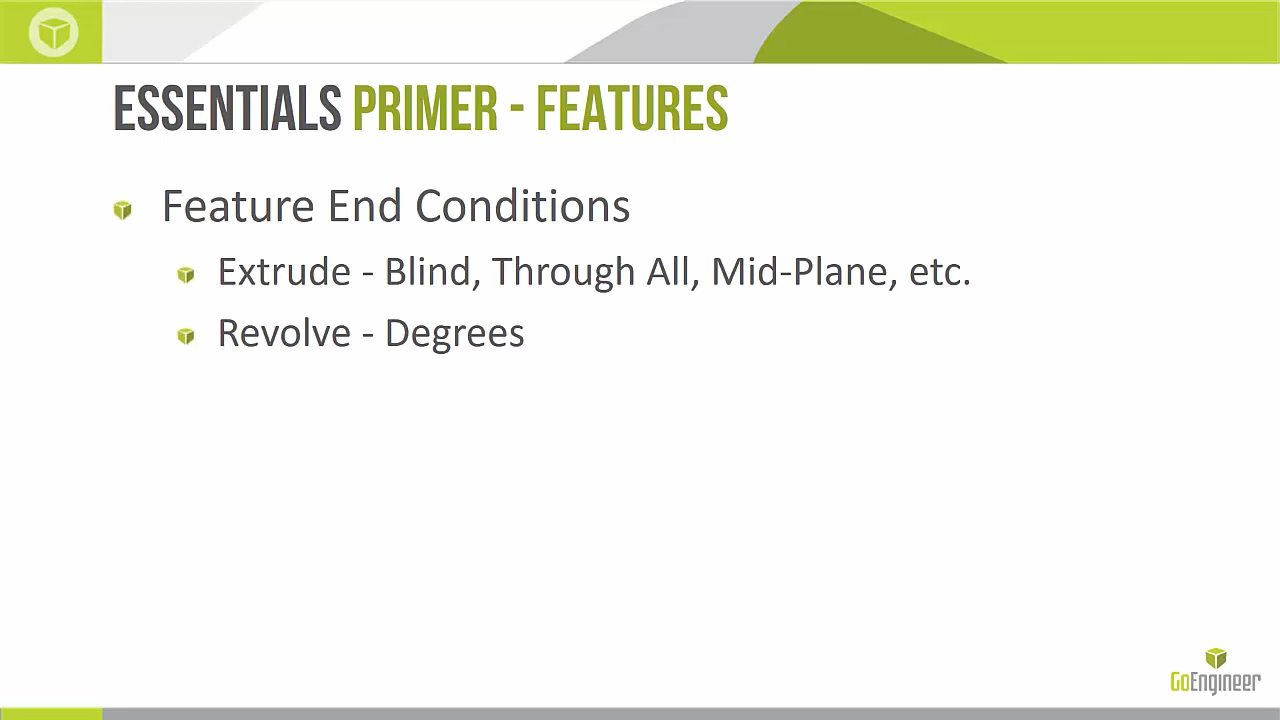 ESSENTIALS PRIMER - FEATURES
Feature End Conditions
Extrude - Blind, Through All, Mid-Plane, etc.
Revolve - Degrees
GoEngineer